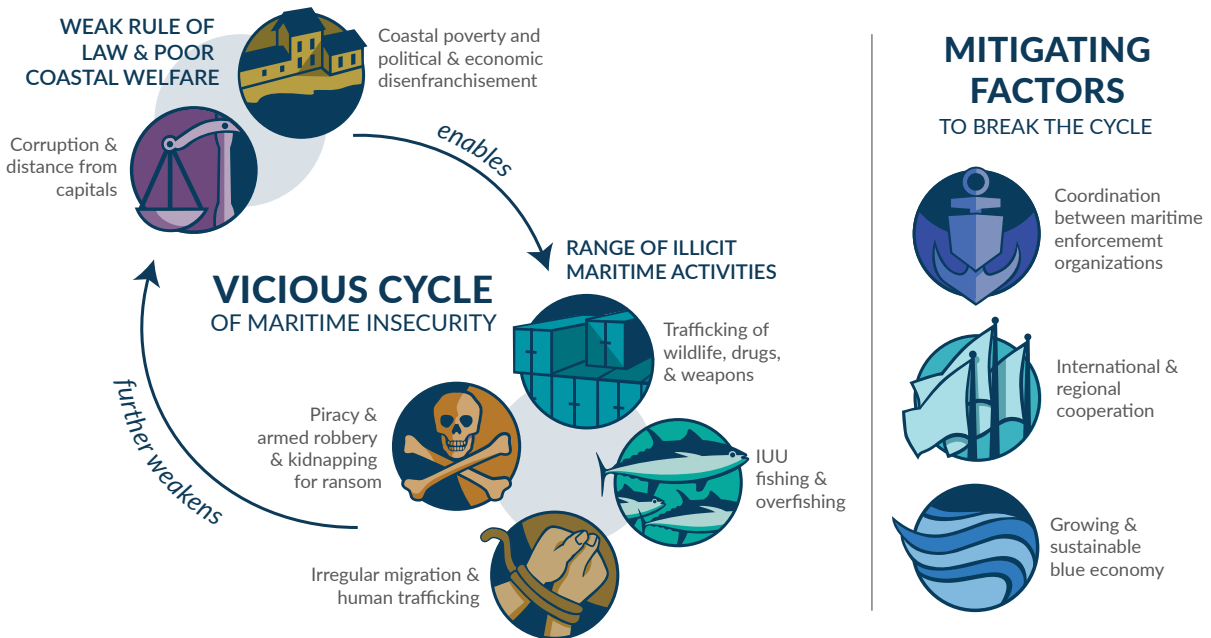 WEAK RULE OF
LAW & POOR
COASTAL WELFARE
Coastal poverty and
political & economic
disenfranchisement
Corruption &
distance from
capitals
enables
RANGE OF ILLICIT
MARITIME ACTIVITIES
VICIOUS CYCLE
OF MARITIME INSECURITY
Trafficking of
wildlife, drugs,
& weapons
IUU
fishing &
overfishing
Irregular migration &
human trafficking
Piracy &
armed robbery
& kidnapping
for ransom
further weakens
MITIGATING
FACTORS
TO BREAK THE CYCLE
Coordination
between maritime
enforcememt
organizations
International &
regional
cooperation
Growing &
sustainable
blue economy